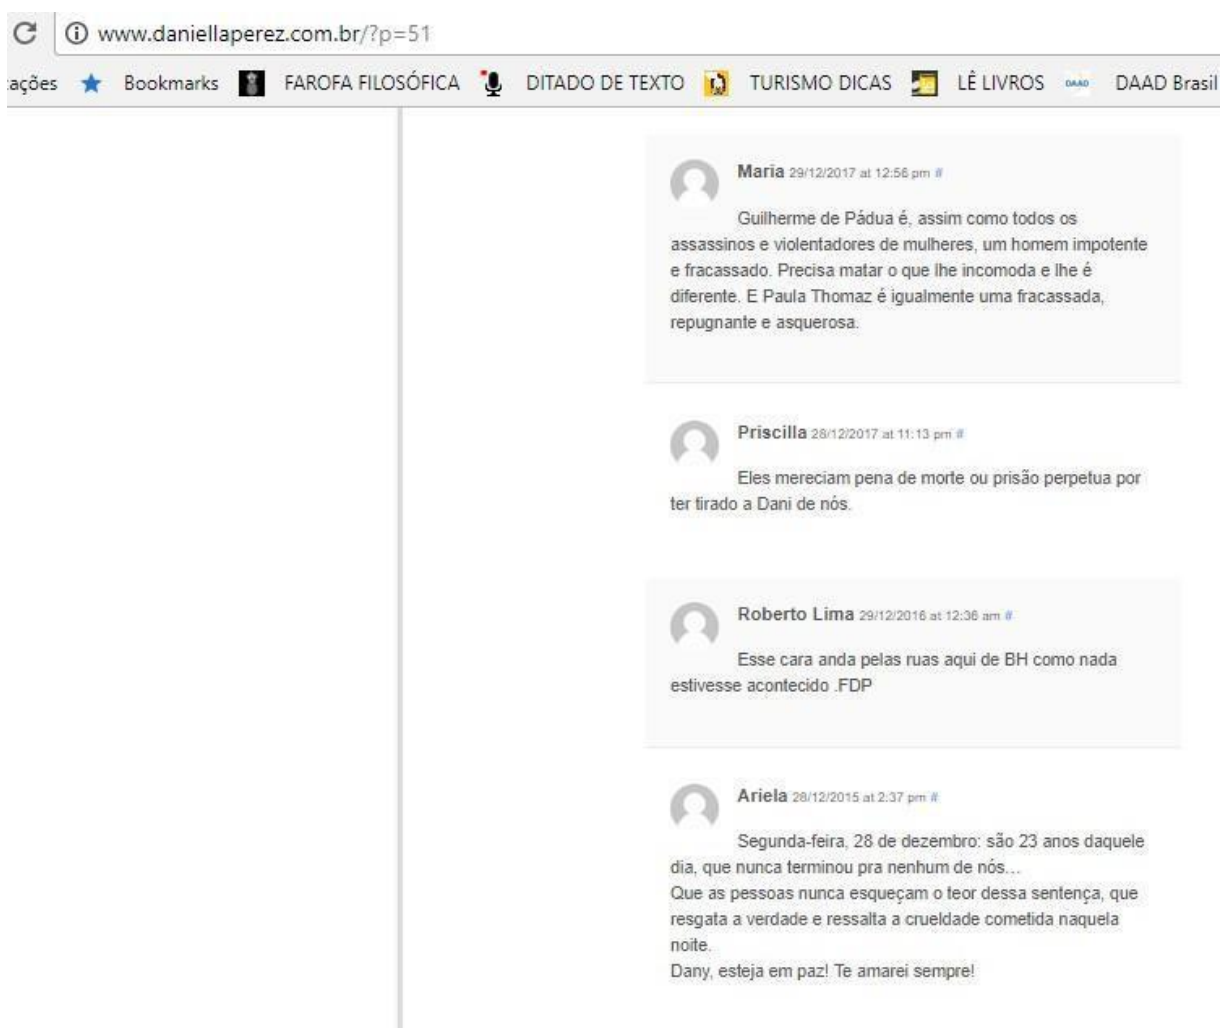 www.daniellaperez.com.br/?p=51
ações Bookmarks FAROFA FILOSÓFICA DITADO DE TEXTO TURISMO DICAS LÊ LIVROS DAAD DAAD Brasil
Maria 29/12/2017 at 12:56 pm #
Guilherme de Pádua é, assim como todos os
assassinos e violentadores de mulheres, um homem impotente
e fracassado. Precisa matar o que lhe incomoda e lhe é
diferente. E Paula Thomaz é igualmente uma fracassada,
repugnante e asquerosa.
Priscilla 28/12/2017 at 11:13 pm #
Eles mereciam pena de morte ou prisão perpetua por
ter tirado a Dani de nós.
Roberto Lima 29/12/2016 at 12:36 am #
Esse cara anda pelas ruas aqui de BH como nada
estivesse acontecido .FDP
Ariela 28/12/2015 at 2:37 pm #
Segunda-feira, 28 de dezembro: são 23 anos daquele
dia, que nunca terminou pra nenhum de nós...
Que as pessoas nunca esqueçam o teor dessa sentença, que
resgata a verdade e ressalta a crueldade cometida naquela
noite.
Dany, esteja em paz! Te amarei sempre!